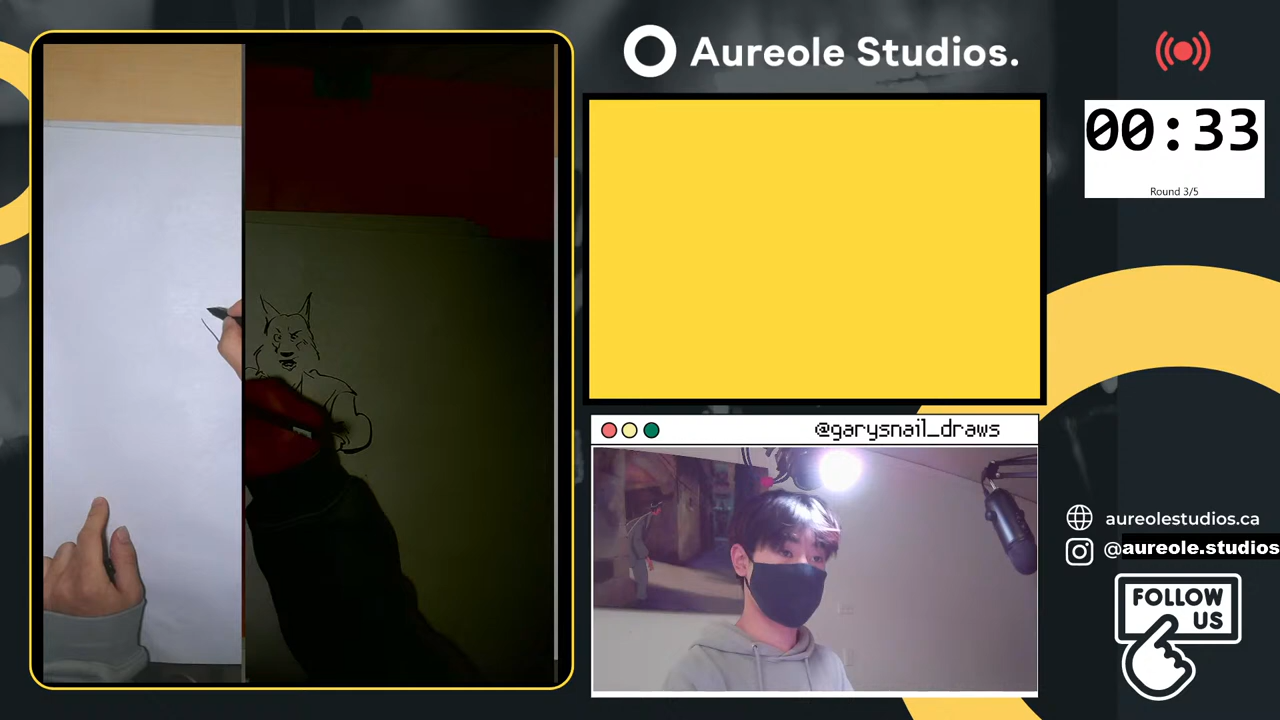 Aureole Studios.
00:33
Round 3/5
@garysnail_draws
aureolestudios.ca
@aureole.studios
FOLLOW
US